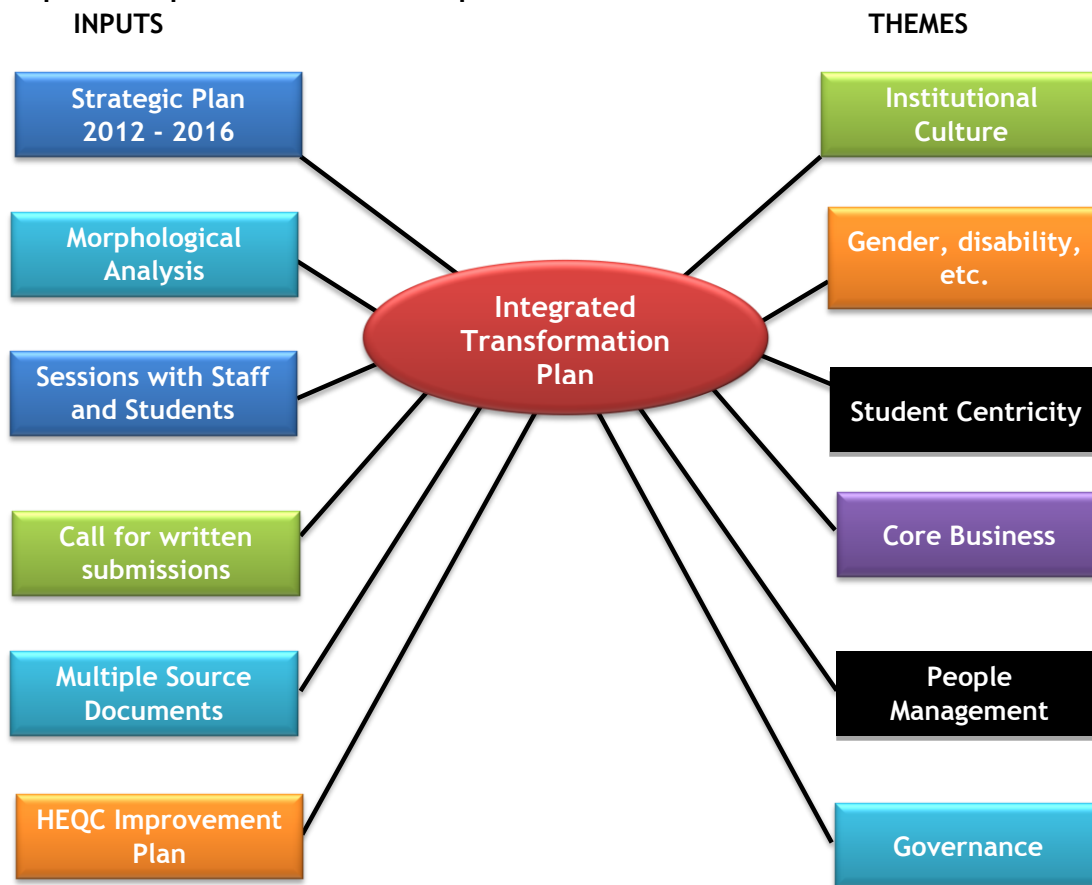 INPUTS
THEMES
Strategic Plan
2012 - 2016
Morphological
Analysis
Sessions with Staff
and Students
Call for written
submissions
Multiple Source
Documents
HEQC Improvement
Plan
Integrated
Transformation
Plan
Institutional
Culture
Gender, disability,
etc.
Student Centricity
Core Business
People
Management
Governance